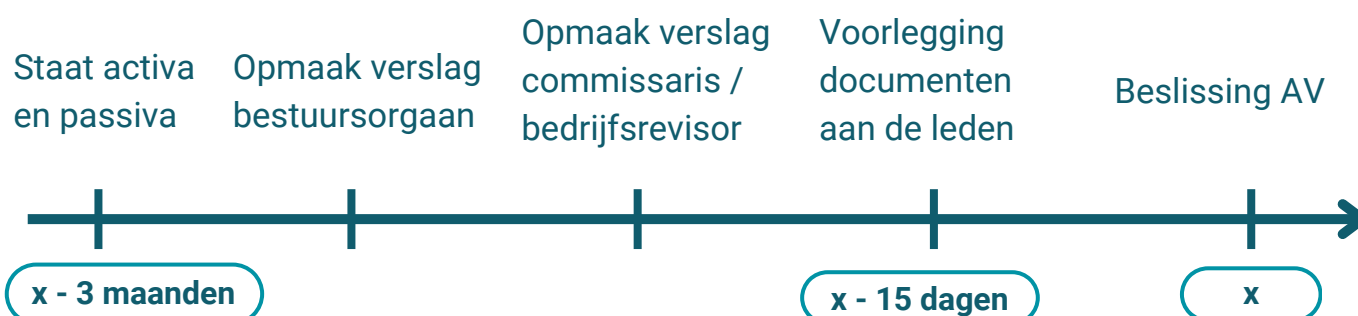 Staat activa
en passiva
Opmaak verslag
bestuursorgaan
Opmaak verslag
commissaris /
bedrijfsrevisor
Voorlegging
documenten
aan de leden
Beslissing AV
x - 3 maanden
x - 15 dagen
x